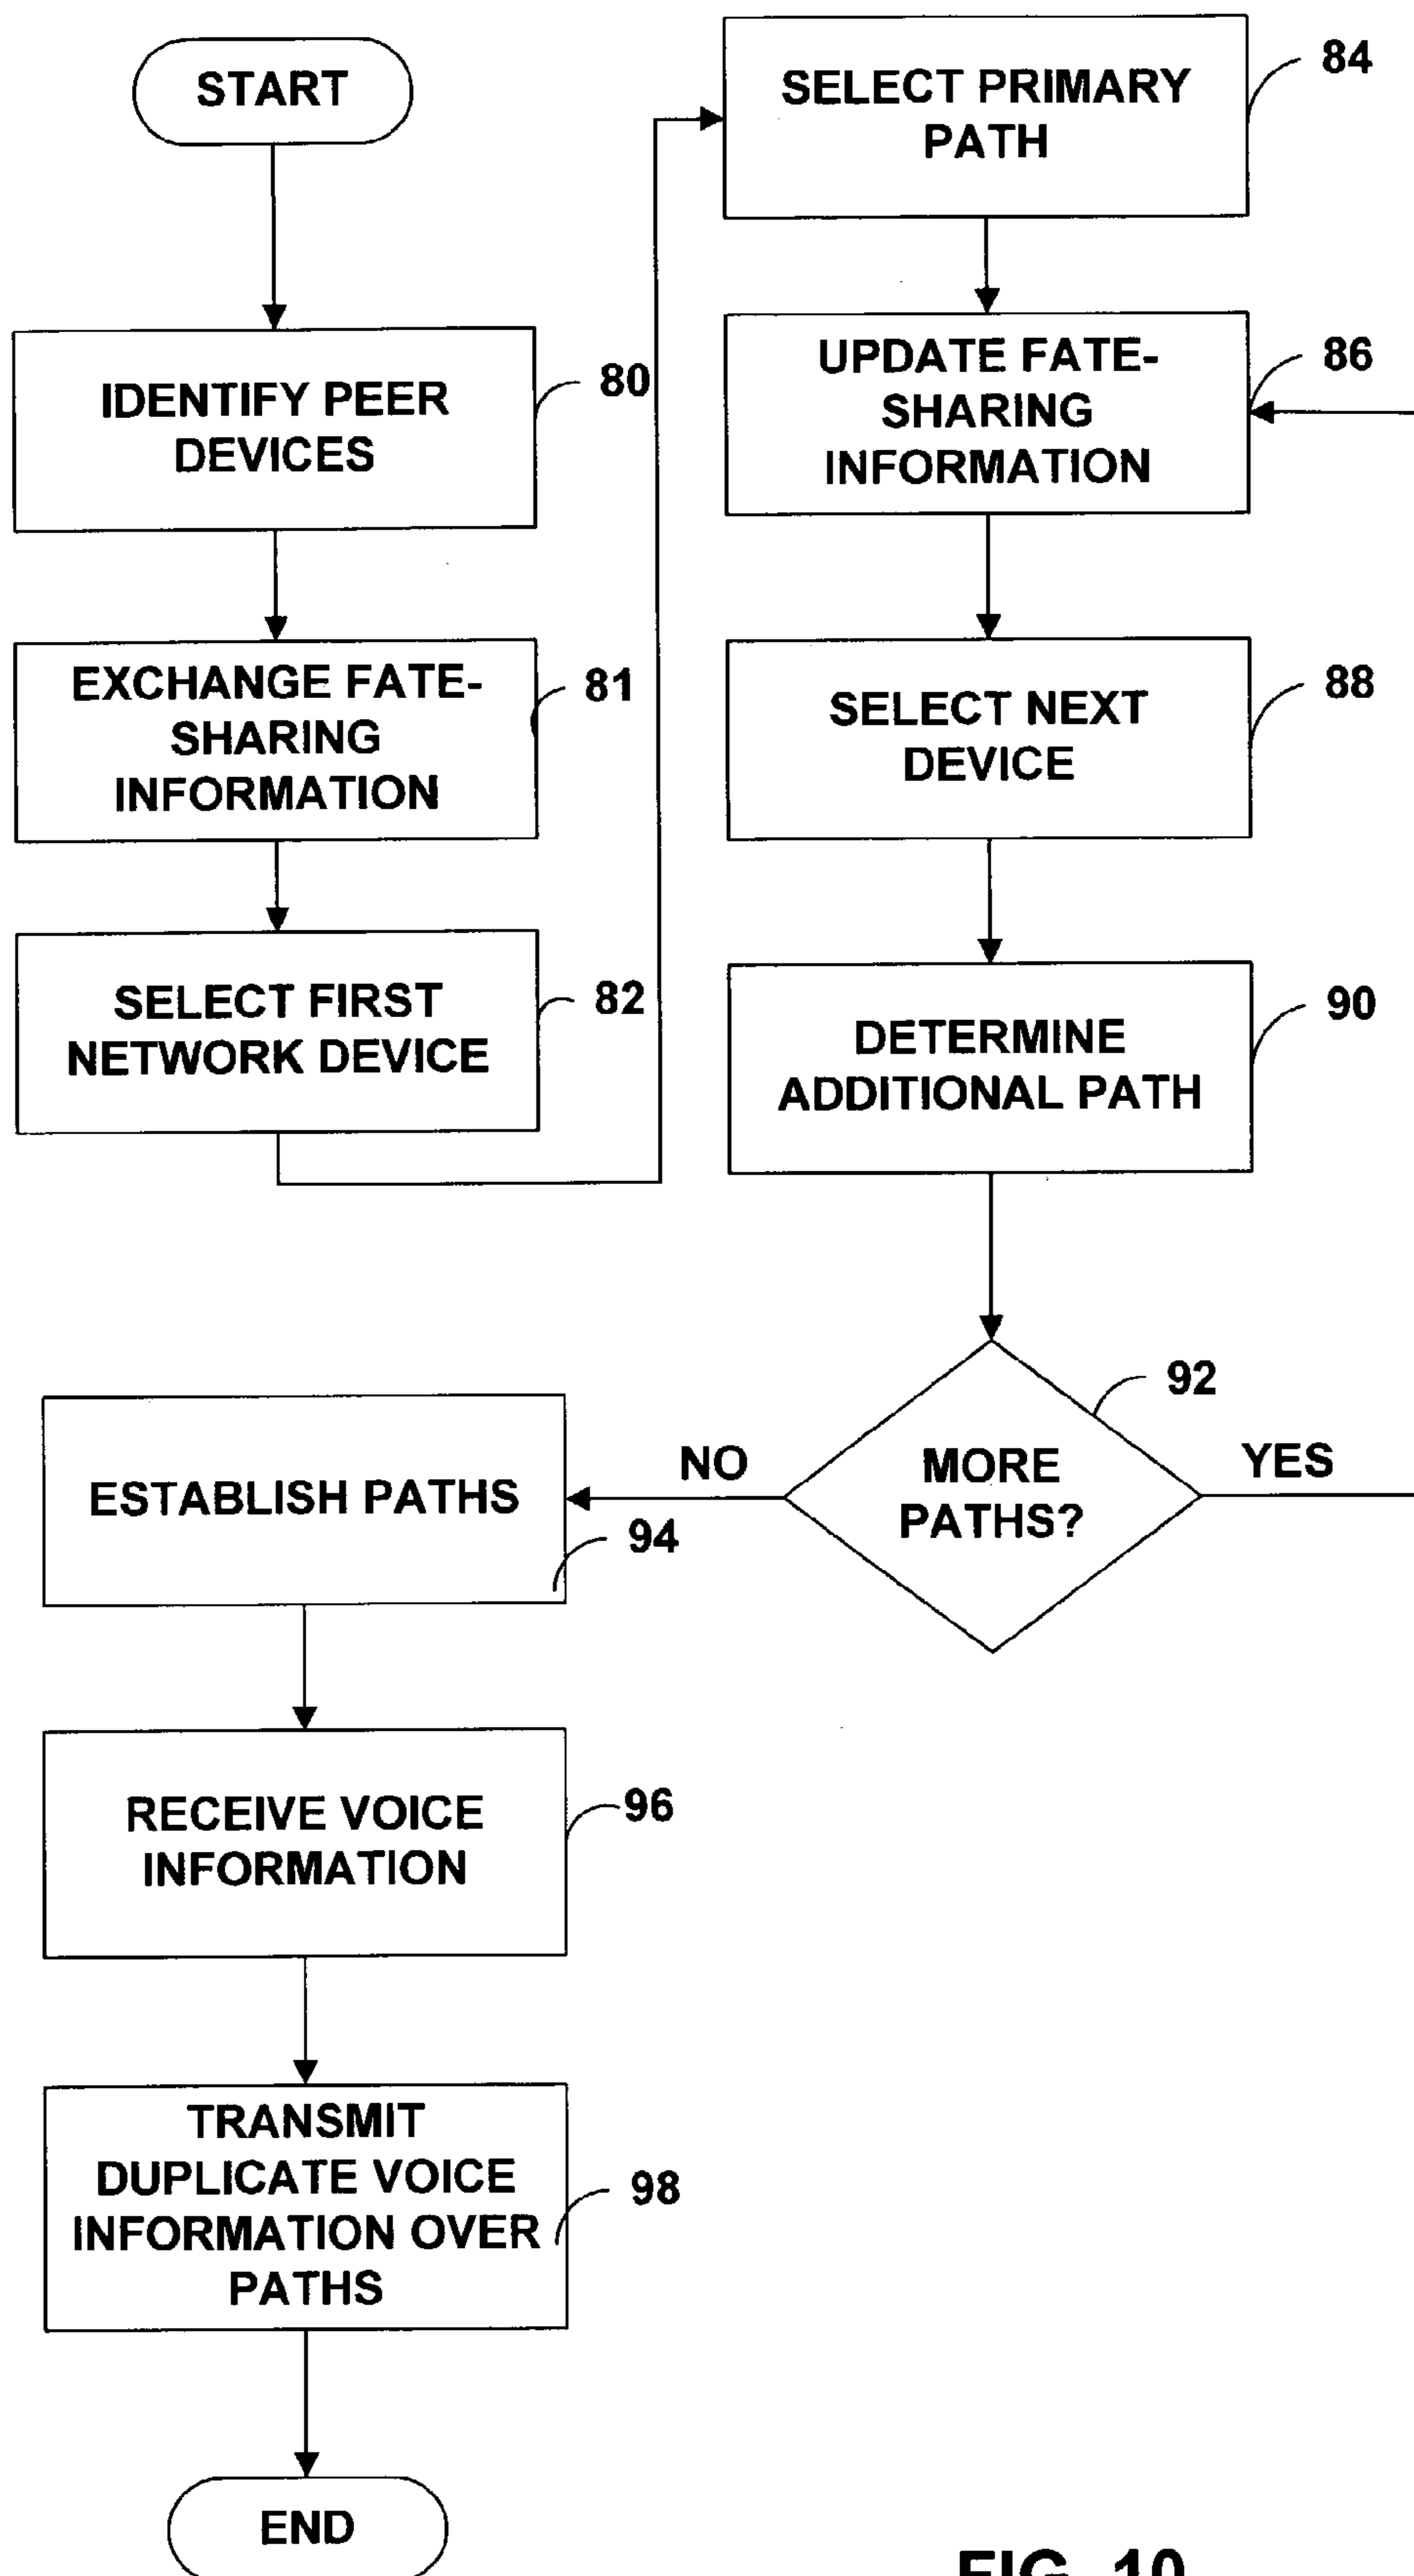 START
IDENTIFY PEER
DEVICES
80
EXCHANGE FATE-
SHARING
INFORMATION
81
SELECT FIRST
NETWORK DEVICE
82
SELECT PRIMARY
PATH
84
UPDATE FATE-
SHARING
INFORMATION
86
SELECT NEXT
DEVICE
88
DETERMINE
ADDITIONAL PATH
90
MORE
PATHS?
92
YES
NO
ESTABLISH PATHS
94
RECEIVE VOICE
INFORMATION
96
TRANSMIT
DUPLICATE VOICE
INFORMATION OVER
PATHS
98
END
FIG. 10